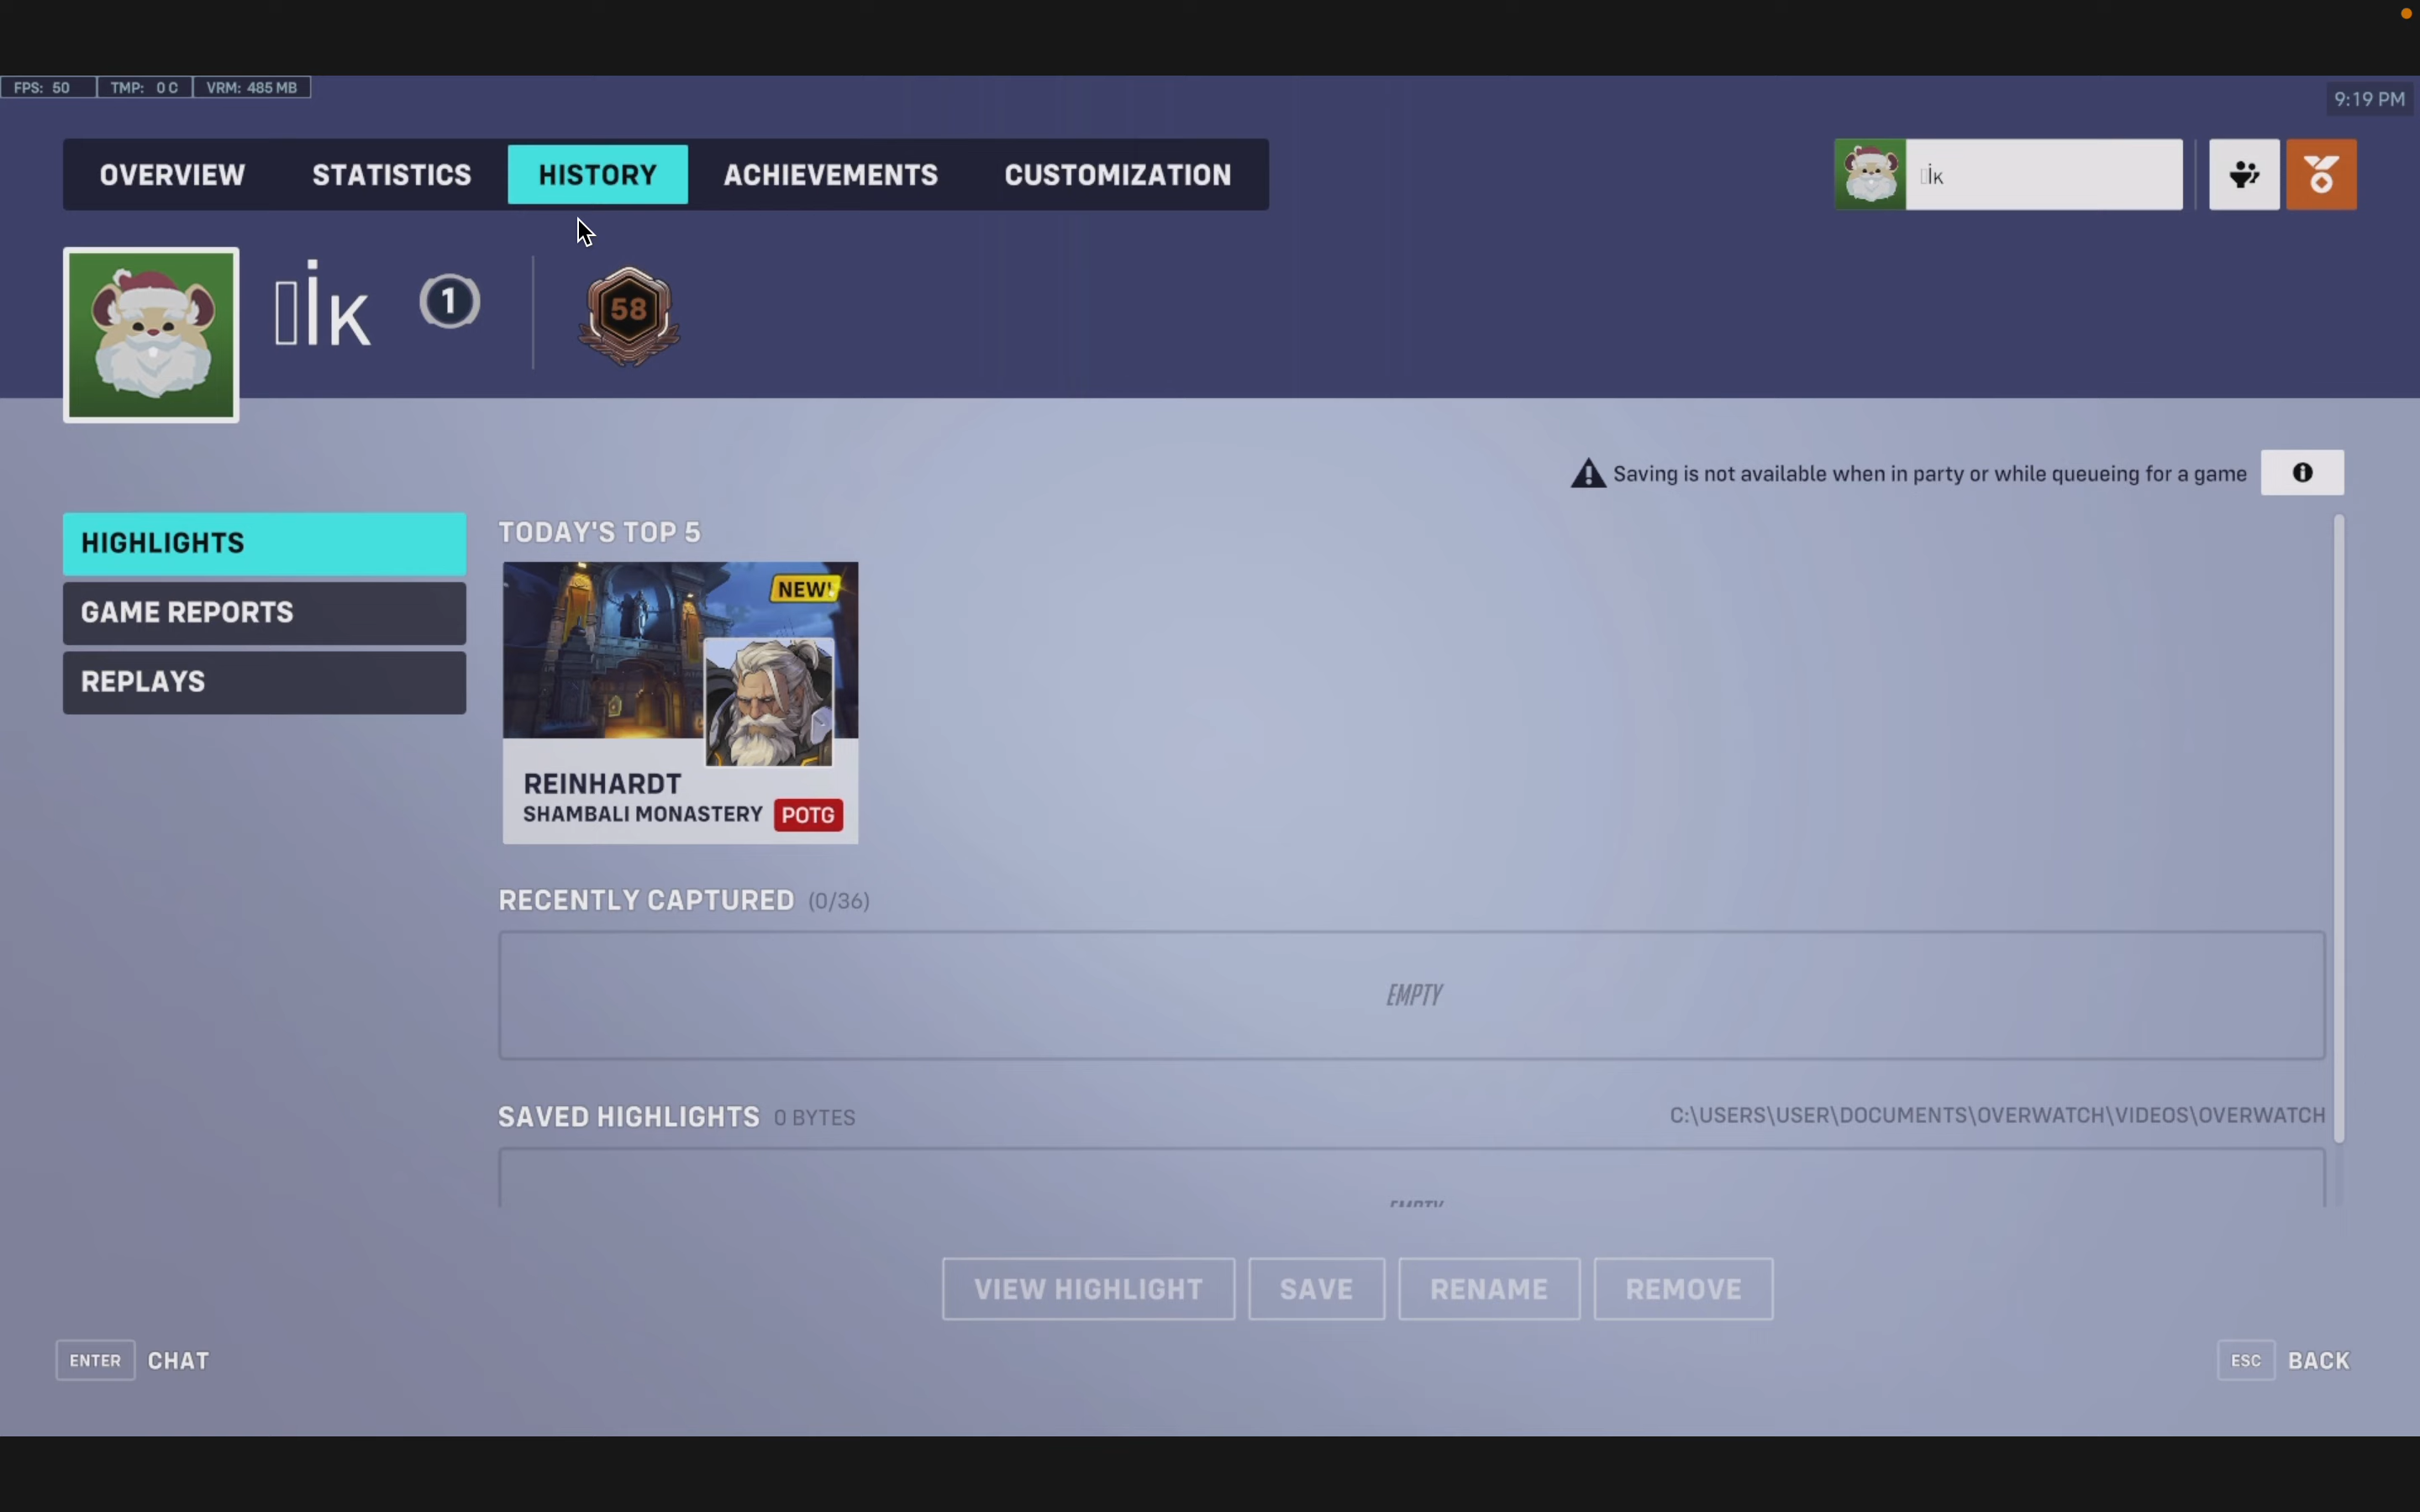 FPS: 50 TMP: 0 C VRM: 485 MB
9:19 PM
OVERVIEW STATISTICS HISTORY ACHIEVEMENTS CUSTOMIZATION
▯İK
▯İK 1 58
Saving is not available when in party or while queueing for a game
HIGHLIGHTS
GAME REPORTS
REPLAYS
TODAY'S TOP 5
NEW!
REINHARDT
SHAMBALI MONASTERY POTG
RECENTLY CAPTURED (0/36)
EMPTY
SAVED HIGHLIGHTS 0 BYTES
C:\USERS\USER\DOCUMENTS\OVERWATCH\VIDEOS\OVERWATCH
EMPTY
VIEW HIGHLIGHT SAVE RENAME REMOVE
ENTER CHAT
ESC BACK